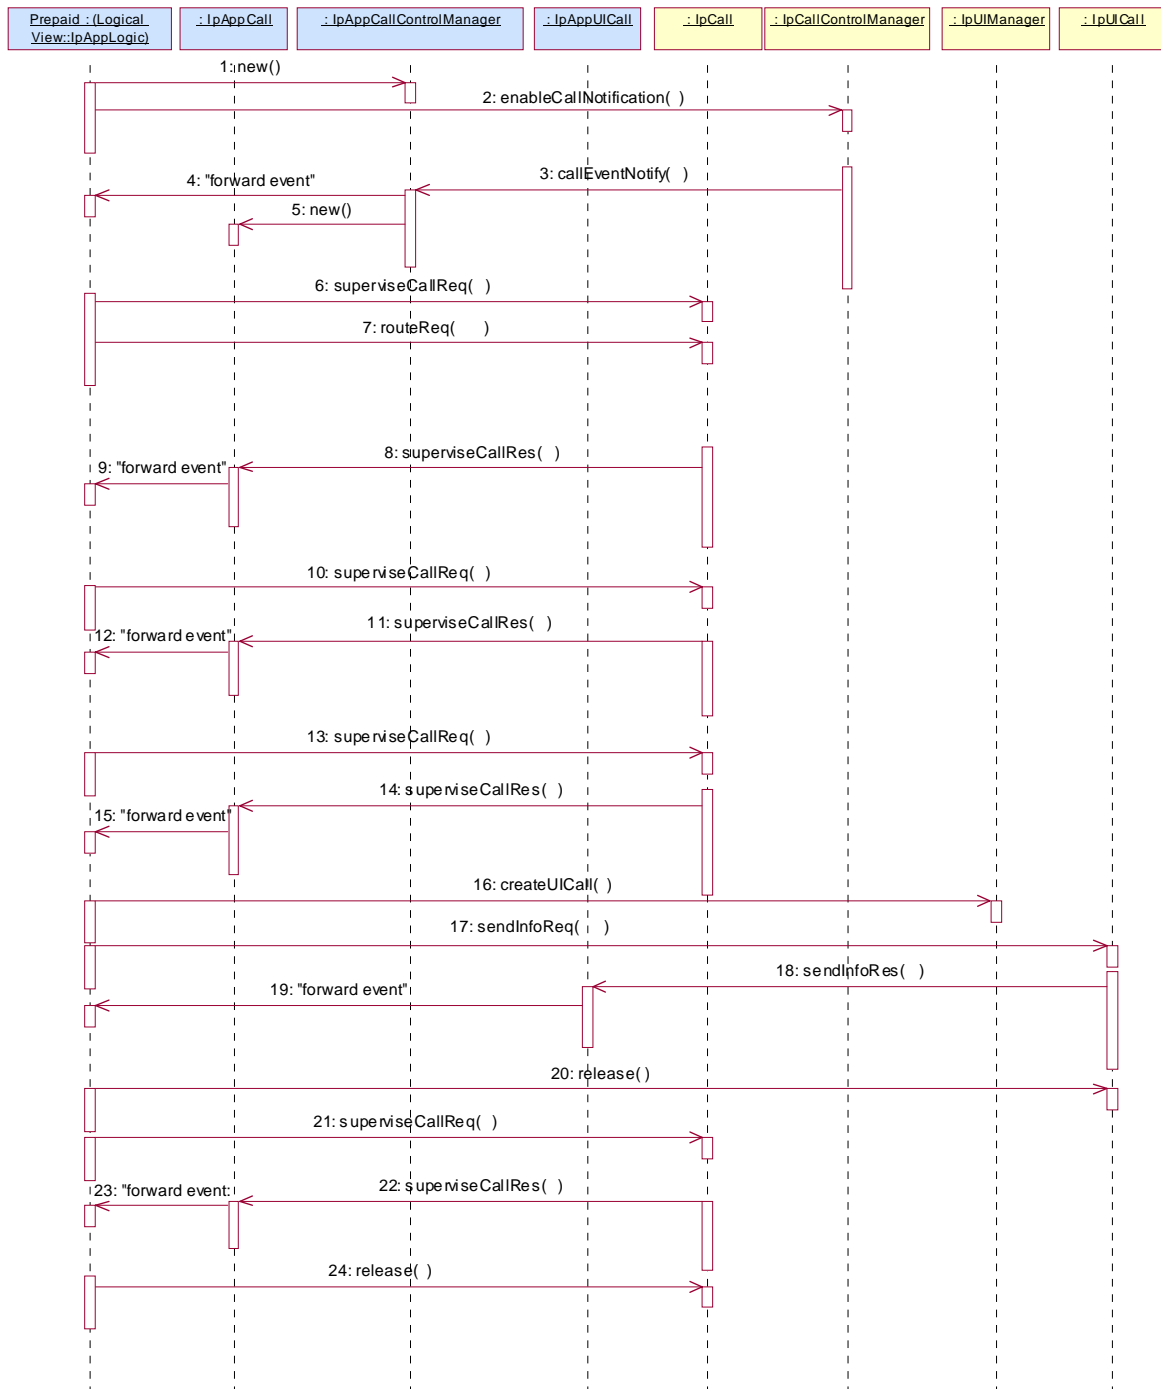 Prepaid : (Logical
View::IpAppLogic)
: IpAppCall
: IpAppCallControlManager
: IpAppUICall
: IpCall
: IpCallControlManager
: IpUIManager
: IpUICall
1: new()
2: enableCallNotification( )
3: callEventNotify( )
4: "forward event"
5: new()
6: superviseCallReq( )
7: routeReq( )
8: superviseCallRes( )
9: "forward event"
10: superviseCallReq( )
11: superviseCallRes( )
12: "forward event"
13: superviseCallReq( )
14: superviseCallRes( )
15: "forward event"
16: createUICall( )
17: sendInfoReq( )
18: sendInfoRes( )
19: "forward event"
20: release( )
21: superviseCallReq( )
22: superviseCallRes( )
23: "forward event:
24: release( )